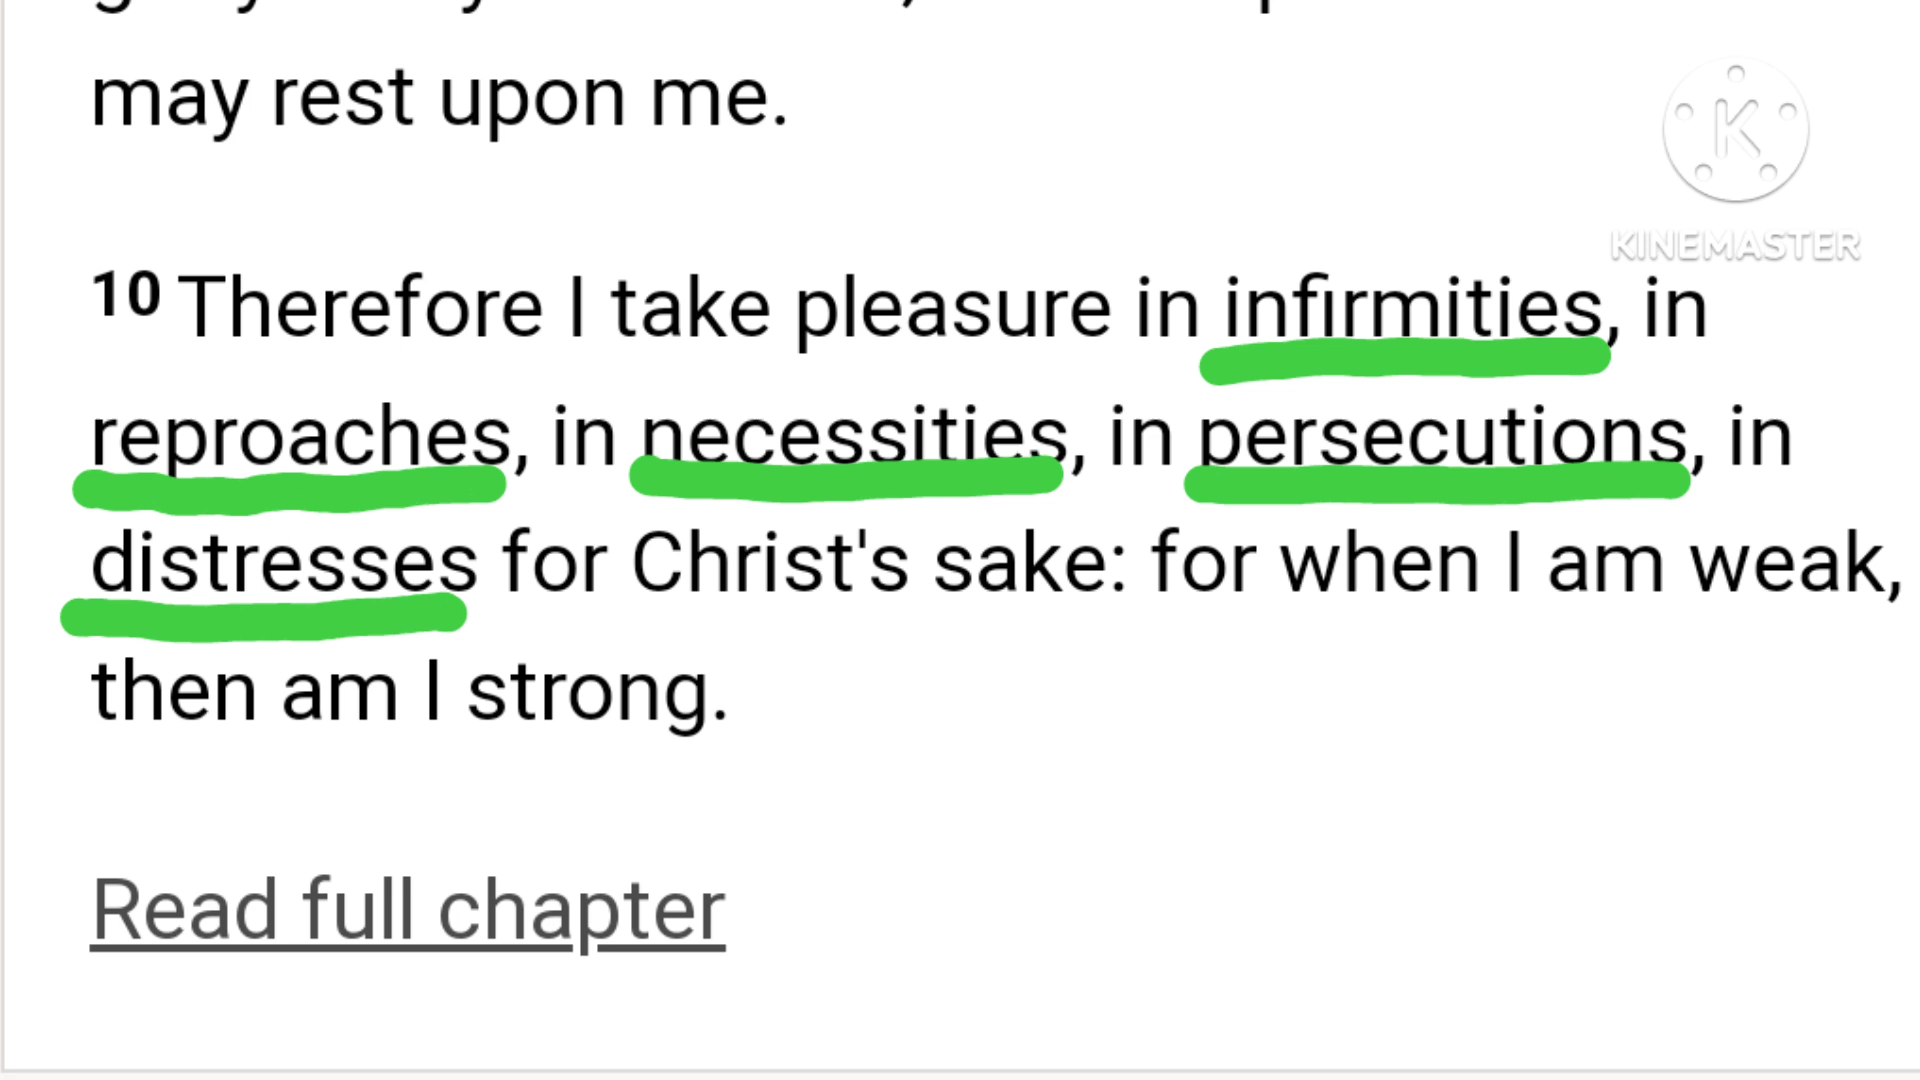 may rest upon me.
KINEMASTER
10 Therefore I take pleasure in infirmities, in
reproaches, in necessities, in persecutions, in
distresses for Christ's sake: for when I am weak,
then am I strong.
Read full chapter